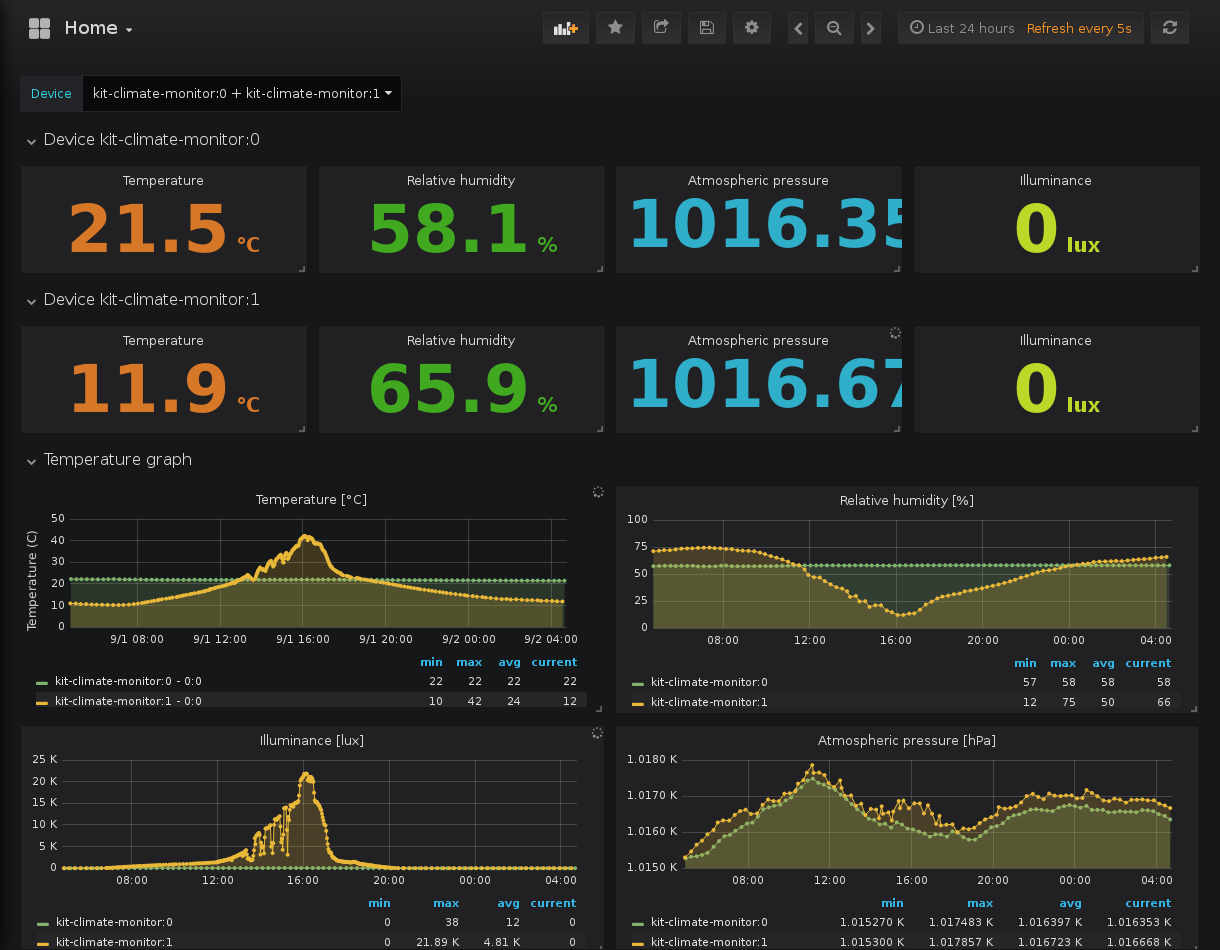 Home
Last 24 hours Refresh every 5s
Device kit-climate-monitor:0 + kit-climate-monitor:1
Device kit-climate-monitor:0
Temperature Relative humidity Atmospheric pressure Illuminance
21.5 °C 58.1 % 1016.35 0 lux
Device kit-climate-monitor:1
Temperature Relative humidity Atmospheric pressure Illuminance
11.9 °C 65.9 % 1016.67 0 lux
Temperature graph
Temperature [°C]
Temperature (C)
50
40
30
20
10
0
9/1 08:00 9/1 12:00 9/1 16:00 9/1 20:00 9/2 00:00 9/2 04:00
min max avg current
kit-climate-monitor:0 - 0:0 22 22 22 22
kit-climate-monitor:1 - 0:0 10 42 24 12
Relative humidity [%]
100
75
50
25
0
08:00 12:00 16:00 20:00 00:00 04:00
min max avg current
kit-climate-monitor:0 57 58 58 58
kit-climate-monitor:1 12 75 50 66
Illuminance [lux]
25 K
20 K
15 K
10 K
5 K
0
08:00 12:00 16:00 20:00 00:00 04:00
min max avg current
kit-climate-monitor:0 0 38 12 0
kit-climate-monitor:1 0 21.89 K 4.81 K 0
Atmospheric pressure [hPa]
1.0180 K
1.0170 K
1.0160 K
1.0150 K
08:00 12:00 16:00 20:00 00:00 04:00
min max avg current
kit-climate-monitor:0 1.015270 K 1.017483 K 1.016397 K 1.016353 K
kit-climate-monitor:1 1.015300 K 1.017857 K 1.016723 K 1.016668 K